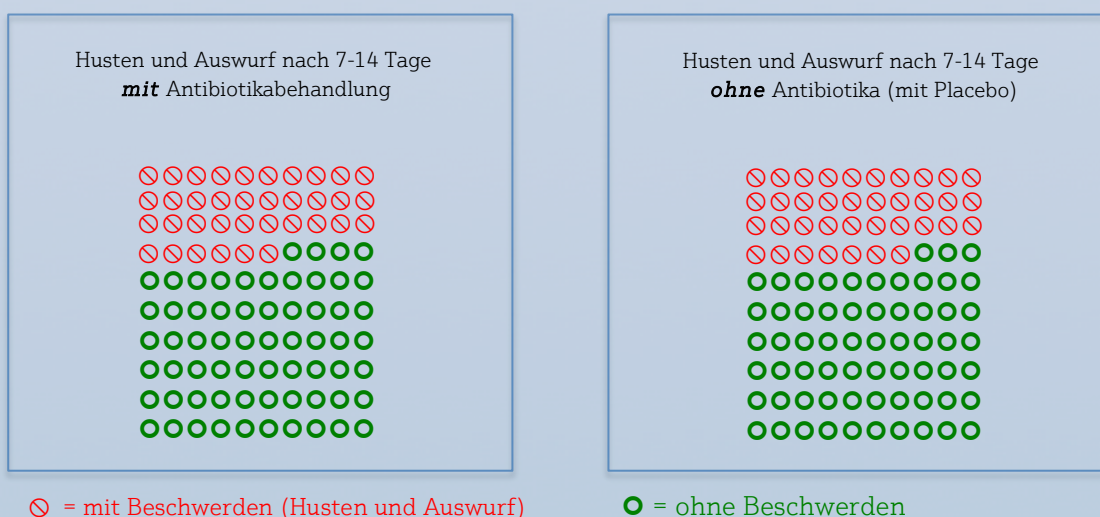 Husten und Auswurf nach 7-14 Tage
mit Antibiotikabehandlung
Husten und Auswurf nach 7-14 Tage
ohne Antibiotika (mit Placebo)
= mit Beschwerden (Husten und Auswurf)
= ohne Beschwerden